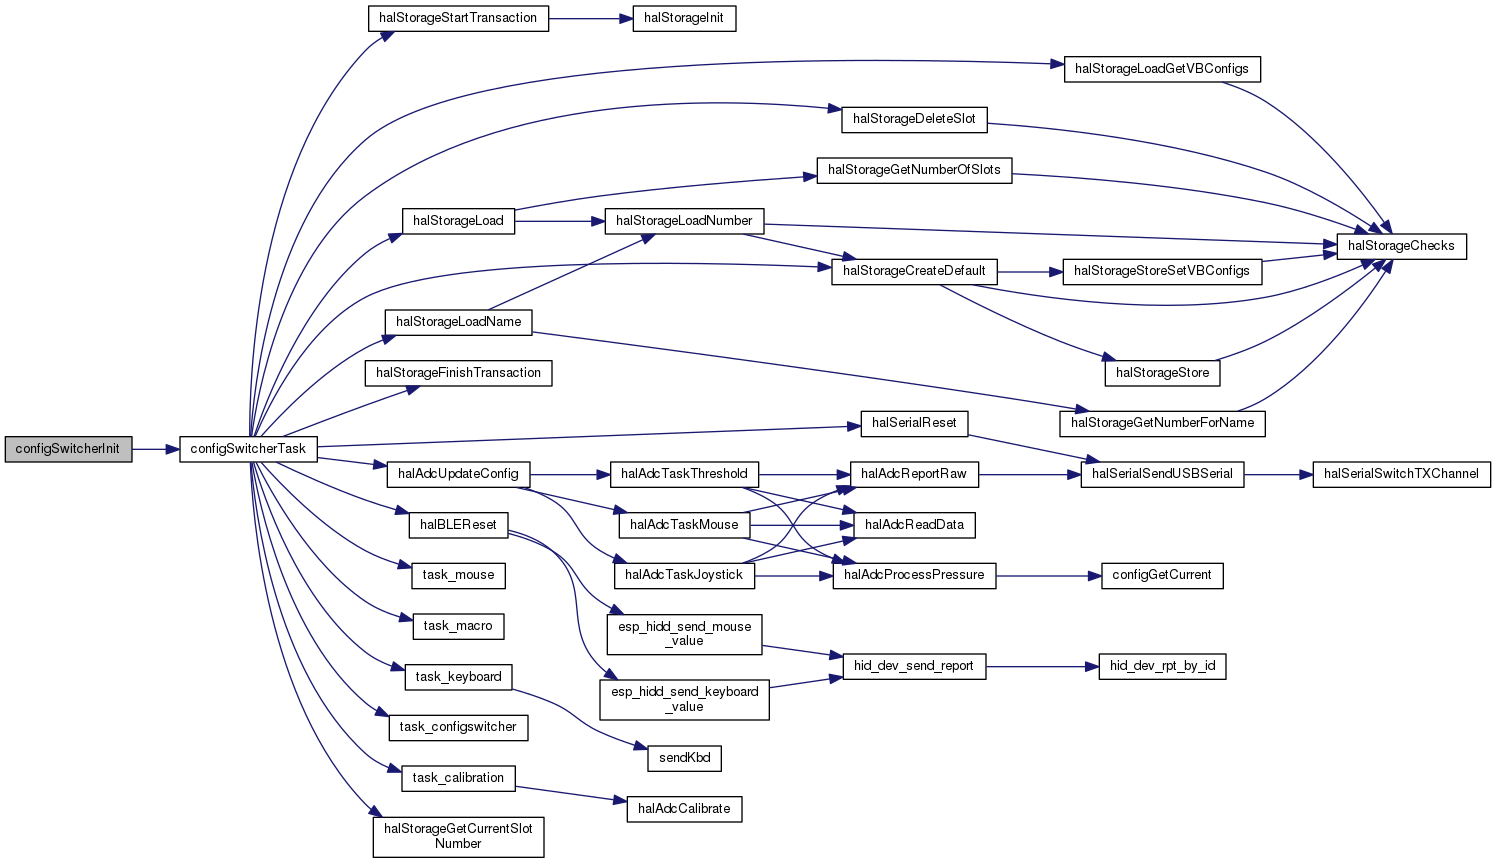 configSwitcherInit
configSwitcherTask
halStorageStartTransaction
halStorageInit
halStorageLoadGetVBConfigs
halStorageDeleteSlot
halStorageGetNumberOfSlots
halStorageLoad
halStorageLoadNumber
halStorageChecks
halStorageCreateDefault
halStorageStoreSetVBConfigs
halStorageLoadName
halStorageFinishTransaction
halStorageStore
halStorageGetNumberForName
halSerialReset
halAdcUpdateConfig
halAdcTaskThreshold
halAdcReportRaw
halSerialSendUSBSerial
halSerialSwitchTXChannel
halBLEReset
halAdcTaskMouse
halAdcReadData
task_mouse
halAdcTaskJoystick
halAdcProcessPressure
configGetCurrent
task_macro
esp_hidd_send_mouse
_value
hid_dev_send_report
hid_dev_rpt_by_id
task_keyboard
esp_hidd_send_keyboard
_value
task_configswitcher
sendKbd
task_calibration
halAdcCalibrate
halStorageGetCurrentSlot
Number